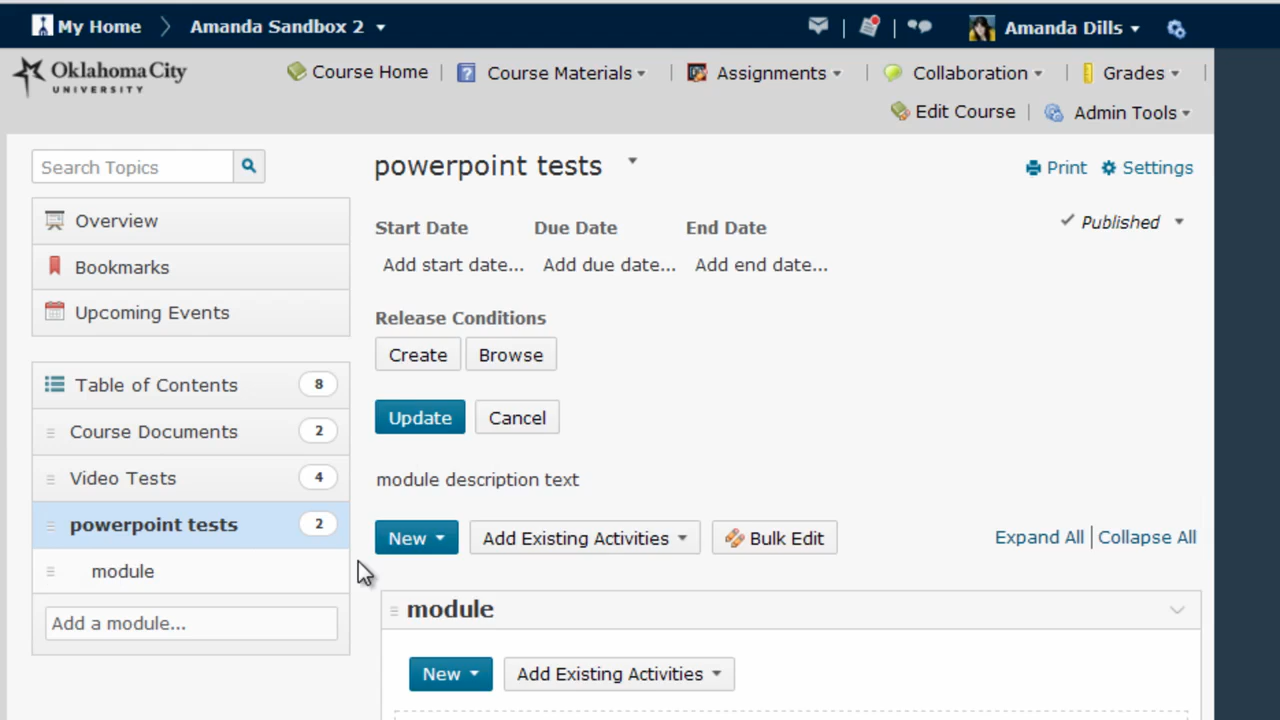 My Home
Amanda Sandbox 2
Amanda Dills
Oklahoma City
UNIVERSITY
Course Home
Course Materials
Assignments
Collaboration
Grades
Edit Course
Admin Tools
Search Topics
Overview
Bookmarks
Upcoming Events
Table of Contents 8
Course Documents 2
Video Tests 4
powerpoint tests 2
module
Add a module...
powerpoint tests
Print
Settings
Start Date Due Date End Date
Published
Add start date... Add due date... Add end date...
Release Conditions
Create Browse
Update Cancel
module description text
New Add Existing Activities Bulk Edit
Expand All Collapse All
module
New Add Existing Activities